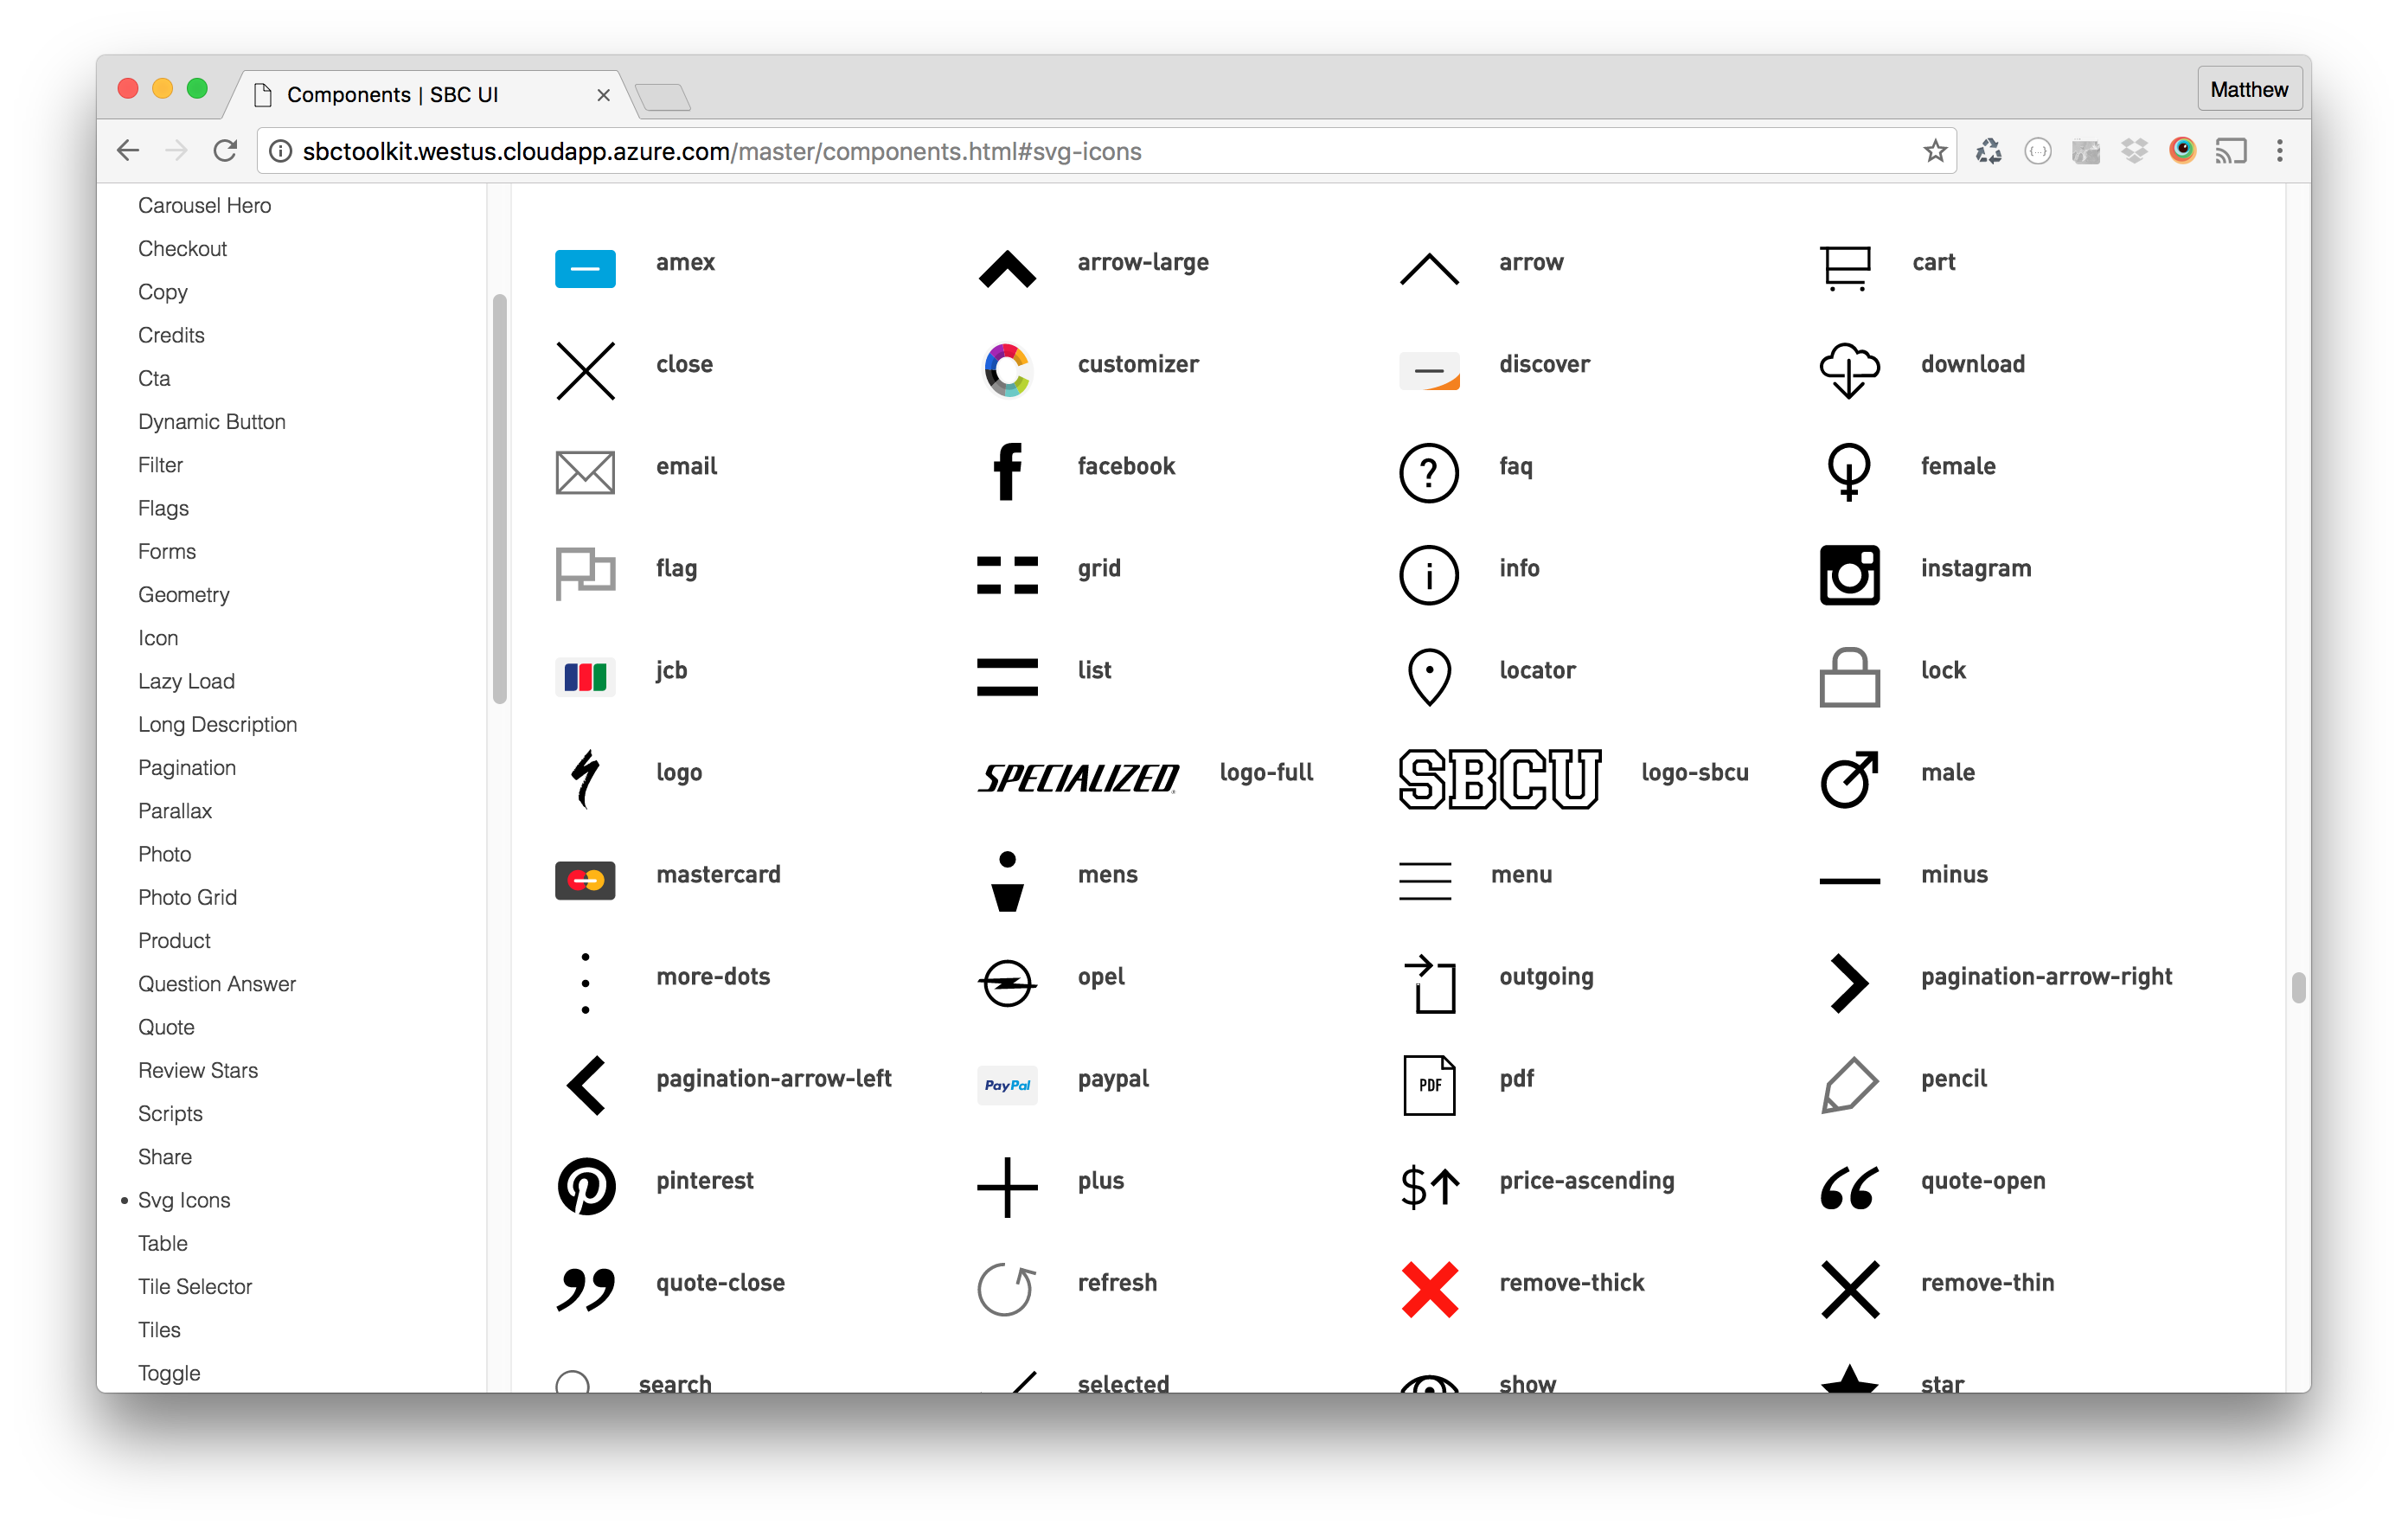 Components | SBC UI
Matthew
sbctoolkit.westus.cloudapp.azure.com/master/components.html#svg-icons
Carousel Hero
Checkout
Copy
Credits
Cta
Dynamic Button
Filter
Flags
Forms
Geometry
Icon
Lazy Load
Long Description
Pagination
Parallax
Photo
Photo Grid
Product
Question Answer
Quote
Review Stars
Scripts
Share
Svg Icons
Table
Tile Selector
Tiles
Toggle
amex arrow-large arrow cart
close customizer discover download
email facebook faq female
flag grid info instagram
jcb list locator lock
logo SPECIALIZED logo-full SBCU logo-sbcu male
mastercard mens menu minus
more-dots opel outgoing pagination-arrow-right
pagination-arrow-left PayPal paypal PDF pdf pencil
pinterest plus $ price-ascending quote-open
quote-close refresh remove-thick remove-thin
search selected show star